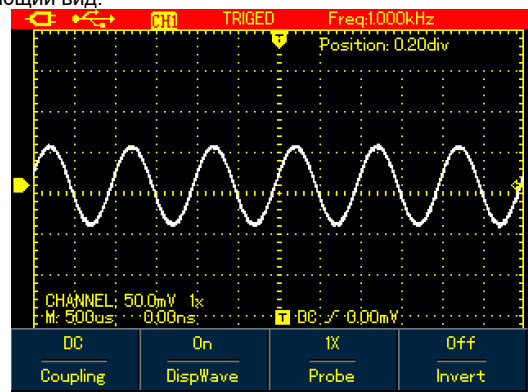 ющий вид:
CH1 TRIGED Freq:1.000kHz
T
Position: 0.20div
CHANNEL; 50.0mV 1x
M: 500us; 0.00ns T DC; 0.00mV
DC On 1X Off
Coupling DispWave Probe Invert